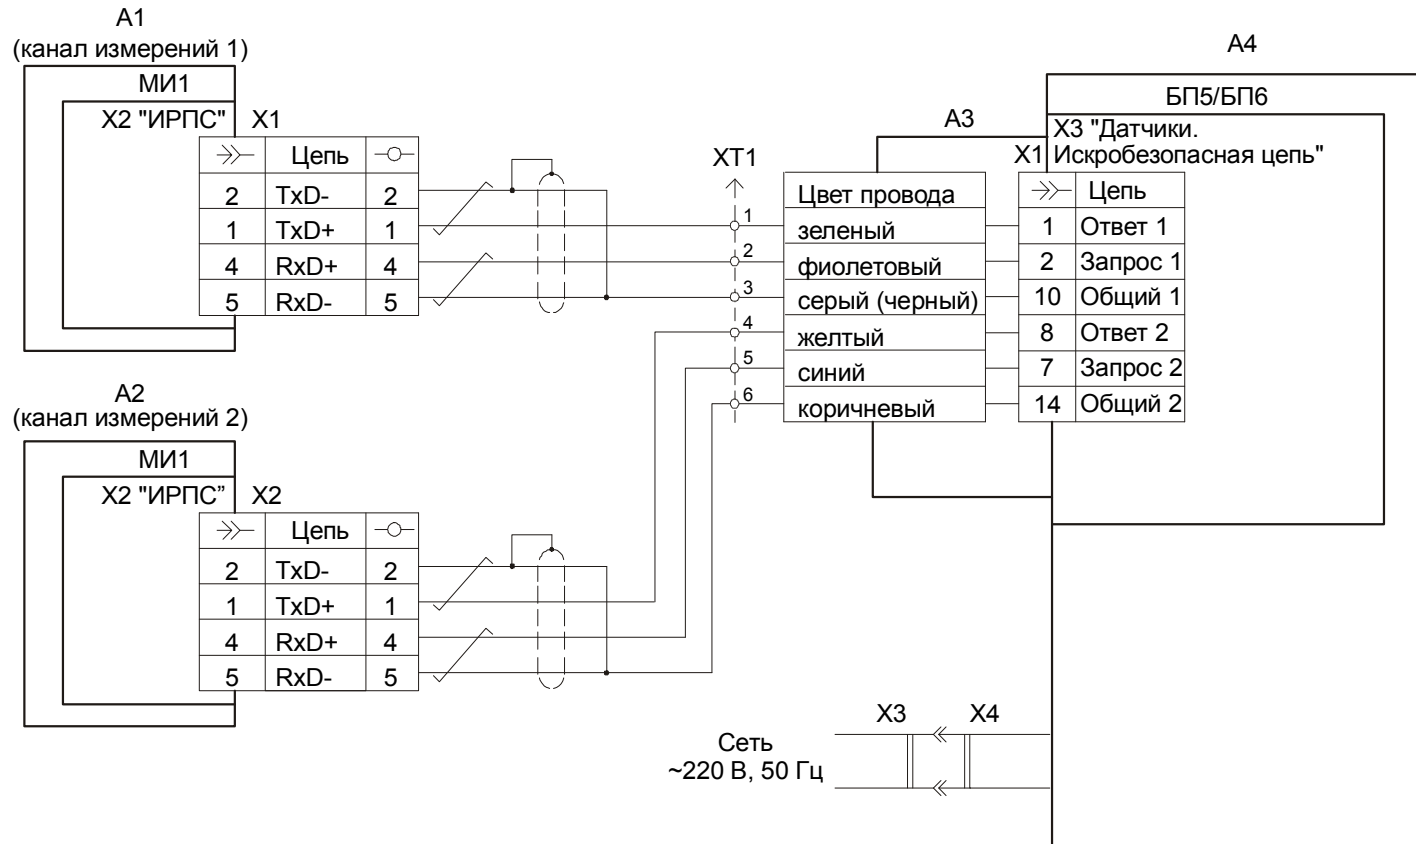 А1
(канал измерений 1)
МИ1
Х2 "ИРПС"
Х1
Цепь
2 TxD- 2
1 TxD+ 1
4 RxD+ 4
5 RxD- 5
А2
(канал измерений 2)
МИ1
Х2 "ИРПС”
Х2
Цепь
2 TxD- 2
1 TxD+ 1
4 RxD+ 4
5 RxD- 5
ХТ1
1
2
3
4
5
6
А3
Цвет провода
зеленый
фиолетовый
серый (черный)
желтый
синий
коричневый
А4
БП5/БП6
Х3 "Датчики.
Искробезопасная цепь"
Х1
Цепь
1 Ответ 1
2 Запрос 1
10 Общий 1
8 Ответ 2
7 Запрос 2
14 Общий 2
Х3
Х4
Сеть
~220 В, 50 Гц